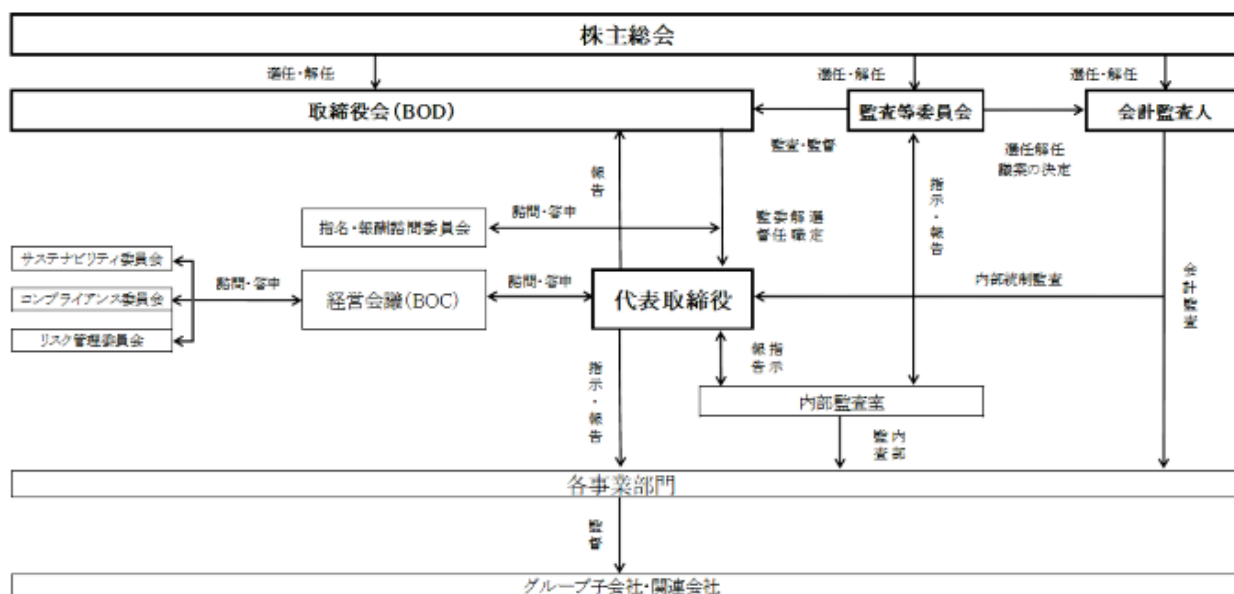 株主総会
選任・解任
選任・解任
選任・解任
取締役会(BOD)
監査等委員会
会計監査人
監査・監督
選任解任
議案の決定
報告
指示・報告
指名・報酬諮問委員会
諮問・答申
選定
解職
委任
監督
サステナビリティ委員会
コンプライアンス委員会
リスク管理委員会
諮問・答申
経営会議(BOC)
諮問・答申
代表取締役
内部統制監査
会計監査
指示
報告
指示・報告
内部監査室
内部
監査
各事業部門
グループ子会社・関連会社